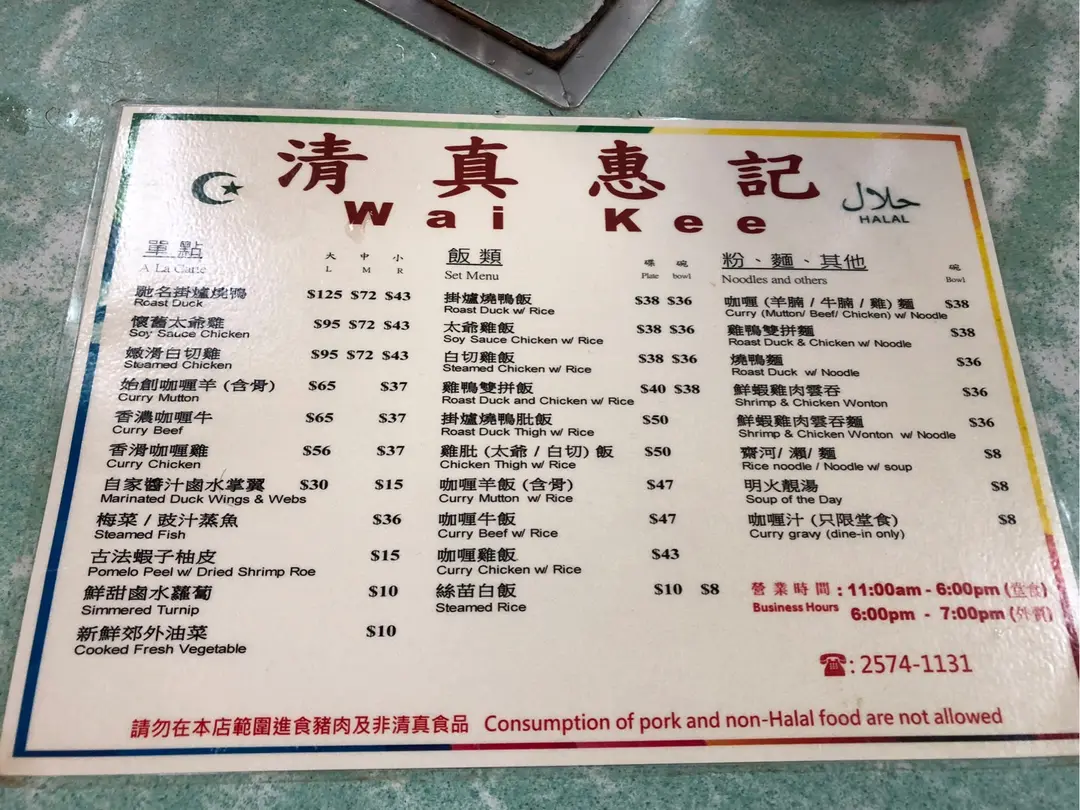 清真惠記
Wai Kee
حلال
HALAL
單點
A La Carte
大 中 小
L M R
馳名掛爐燒鴨 $125 $72 $43
Roast Duck
懷舊太爺雞 $95 $72 $43
Soy Sauce Chicken
嫩滑白切雞 $95 $72 $43
Steamed Chicken
始創咖喱羊 (含骨) $65 $37
Curry Mutton
香濃咖喱牛 $65 $37
Curry Beef
香滑咖喱雞 $56 $37
Curry Chicken
自家醬汁鹵水掌翼 $30 $15
Marinated Duck Wings & Webs
梅菜 / 豉汁蒸魚 $36
Steamed Fish
古法蝦子柚皮 $15
Pomelo Peel w/ Dried Shrimp Roe
鮮甜鹵水蘿蔔 $10
Simmered Turnip
新鮮郊外油菜 $10
Cooked Fresh Vegetable
飯類
Set Menu
碟 碗
Plate bowl
掛爐燒鴨飯 $38 $36
Roast Duck w/ Rice
太爺雞飯 $38 $36
Soy Sauce Chicken w/ Rice
白切雞飯 $38 $36
Steamed Chicken w/ Rice
雞鴨雙拼飯 $40 $38
Roast Duck and Chicken w/ Rice
掛爐燒鴨肶飯 $50
Roast Duck Thigh w/ Rice
雞肶 (太爺 / 白切) 飯 $50
Chicken Thigh w/ Rice
咖喱羊飯 (含骨) $47
Curry Mutton w/ Rice
咖喱牛飯 $47
Curry Beef w/ Rice
咖喱雞飯 $43
Curry Chicken w/ Rice
絲苗白飯 $10 $8
Steamed Rice
粉、麵、其他
Noodles and others
碗
Bowl
咖喱 (羊腩 / 牛腩 / 雞) 麵 $38
Curry (Mutton/ Beef/ Chicken) w/ Noodle
雞鴨雙拼麵 $38
Roast Duck & Chicken w/ Noodle
燒鴨麵 $36
Roast Duck w/ Noodle
鮮蝦雞肉雲吞 $36
Shrimp & Chicken Wonton
鮮蝦雞肉雲吞麵 $36
Shrimp & Chicken Wonton w/ Noodle
齋河/ 瀨/ 麵 $8
Rice noodle / Noodle w/ soup
明火靚湯 $8
Soup of the Day
咖喱汁 (只限堂食) $8
Curry gravy (dine-in only)
營業時間 : 11:00am - 6:00pm (堂食)
Business Hours 6:00pm - 7:00pm (外賣)
☎: 2574-1131
請勿在本店範圍進食豬肉及非清真食品 Consumption of pork and non-Halal food are not allowed